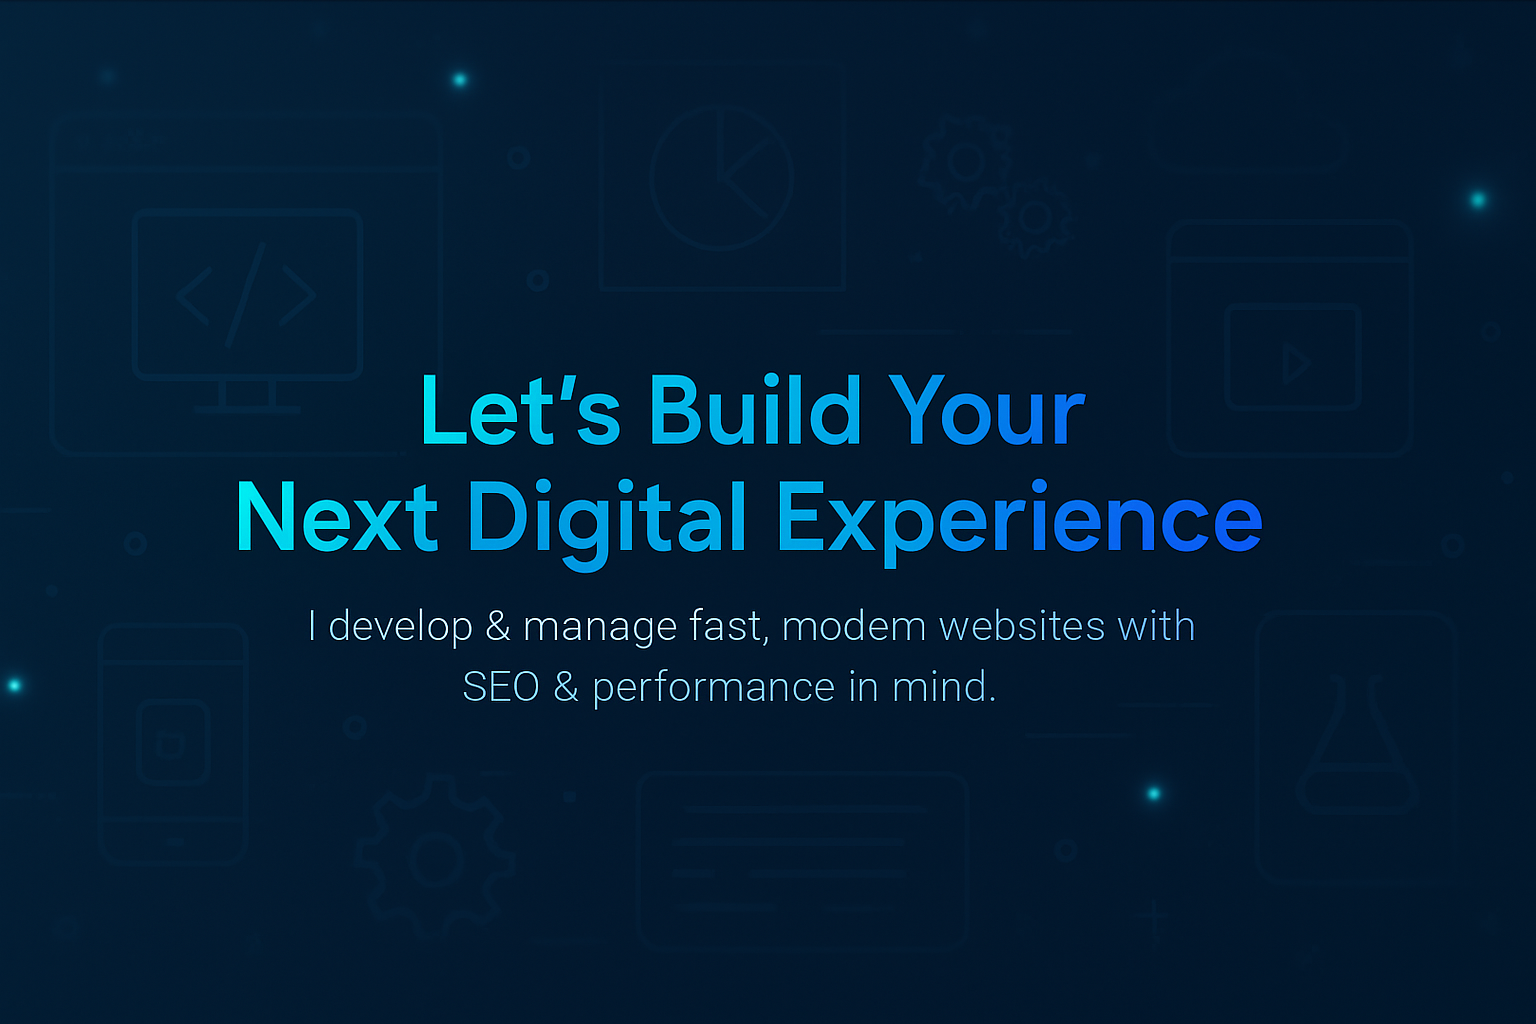 Let's Build Your
Next Digital Experience
I develop & manage fast, modem websites with
SEO & performance in mind.